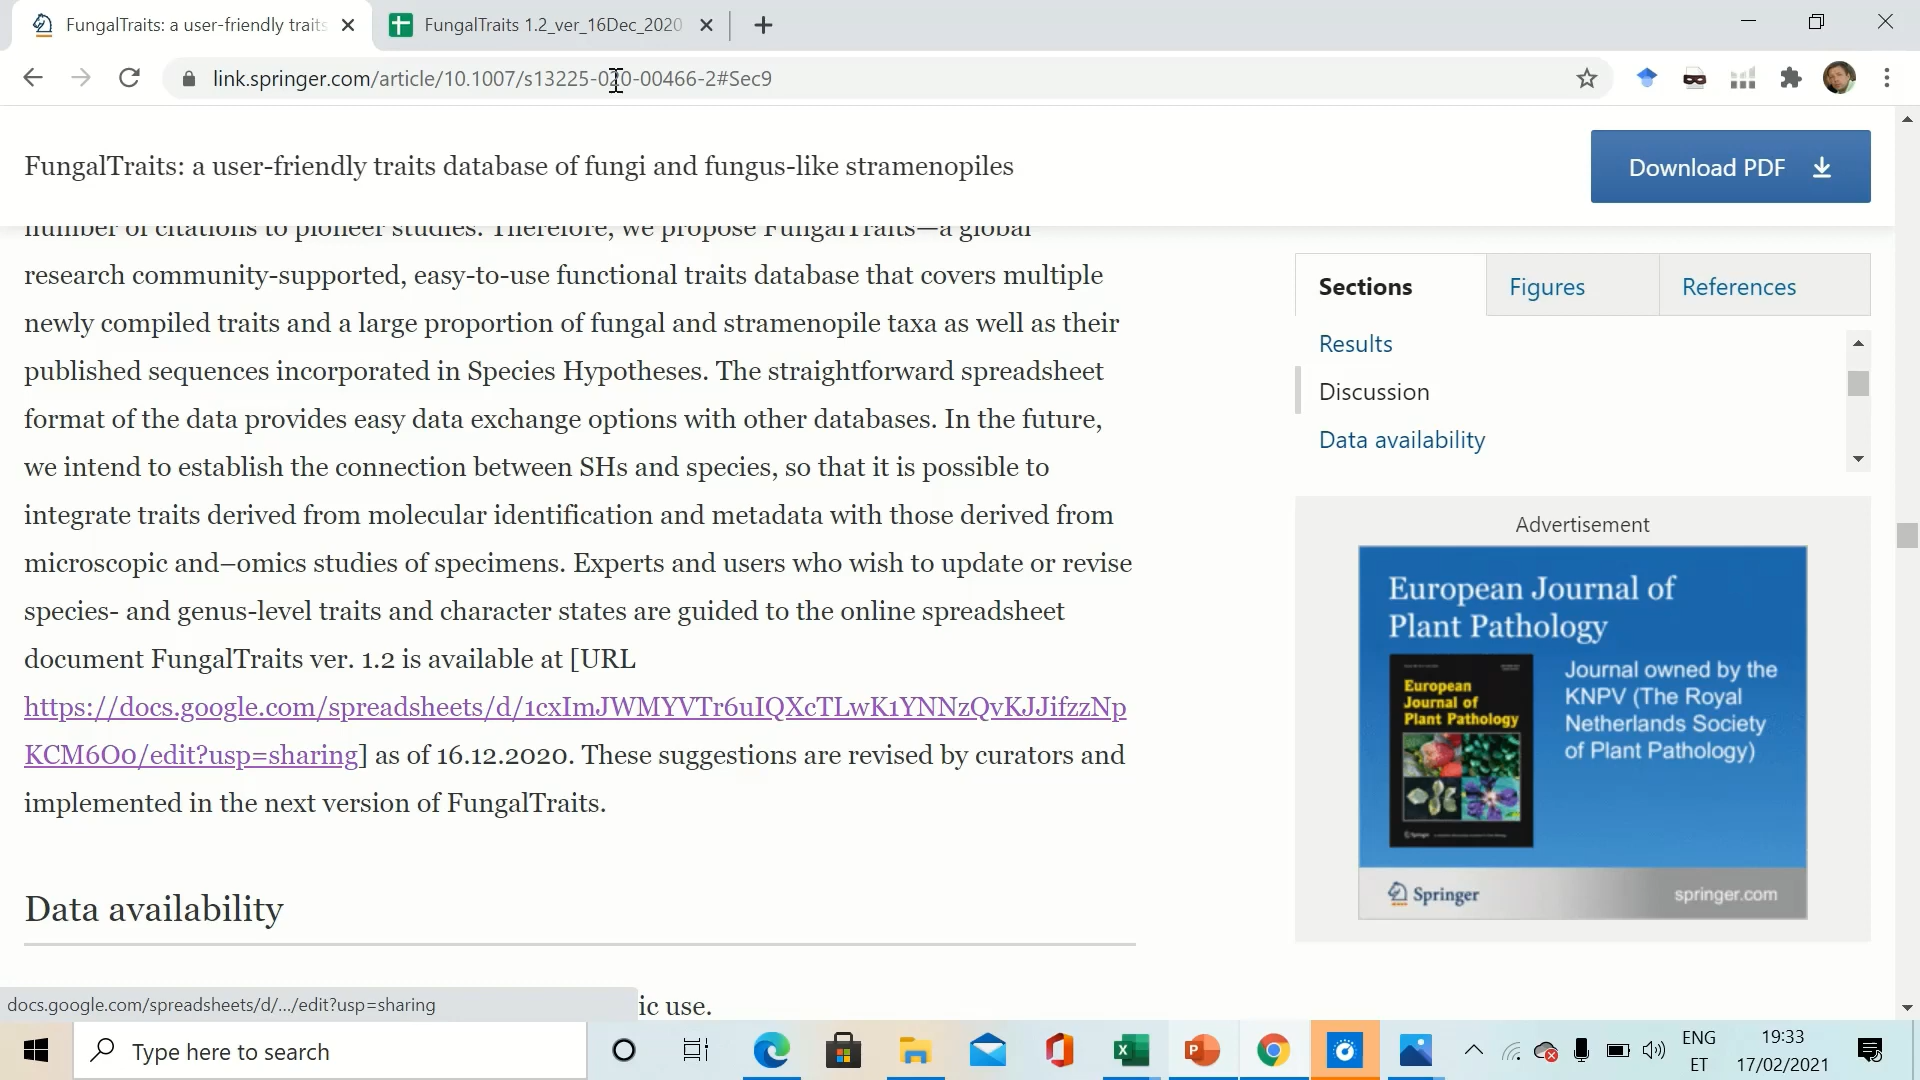 FungalTraits: a user-friendly traits
FungalTraits 1.2_ver_16Dec_2020
link.springer.com/article/10.1007/s13225-020-00466-2#Sec9
FungalTraits: a user-friendly traits database of fungi and fungus-like stramenopiles
Download PDF
number of citations to pioneer studies. Therefore, we propose FungalTraits—a global
research community-supported, easy-to-use functional traits database that covers multiple
newly compiled traits and a large proportion of fungal and stramenopile taxa as well as their
published sequences incorporated in Species Hypotheses. The straightforward spreadsheet
format of the data provides easy data exchange options with other databases. In the future,
we intend to establish the connection between SHs and species, so that it is possible to
integrate traits derived from molecular identification and metadata with those derived from
microscopic and–omics studies of specimens. Experts and users who wish to update or revise
species- and genus-level traits and character states are guided to the online spreadsheet
document FungalTraits ver. 1.2 is available at [URL
https://docs.google.com/spreadsheets/d/1cxImJWMYVTr6uIQXcTLwK1YNNzQvKJJifzzNp
KCM6O0/edit?usp=sharing] as of 16.12.2020. These suggestions are revised by curators and
implemented in the next version of FungalTraits.
Data availability
ic use.
docs.google.com/spreadsheets/d/.../edit?usp=sharing
Sections
Figures
References
Results
Discussion
Data availability
Advertisement
European Journal of
Plant Pathology
Journal owned by the
KNPV (The Royal
Netherlands Society
of Plant Pathology)
European
Journal of
Plant Pathology
Springer
springer.com
Type here to search
ENG
ET
19:33
17/02/2021